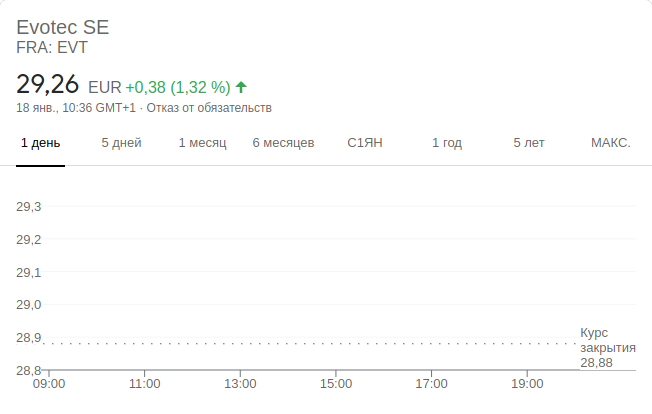 Evotec SE
FRA: EVT
29,26 EUR +0,38 (1,32 %)
18 янв., 10:36 GMT+1 · Отказ от обязательств
1 день 5 дней 1 месяц 6 месяцев С1ЯН 1 год 5 лет МАКС.
29,3
29,2
29,1
29,0
28,9
Курс
закрытия
28,88
28,8
09:00 11:00 13:00 15:00 17:00 19:00